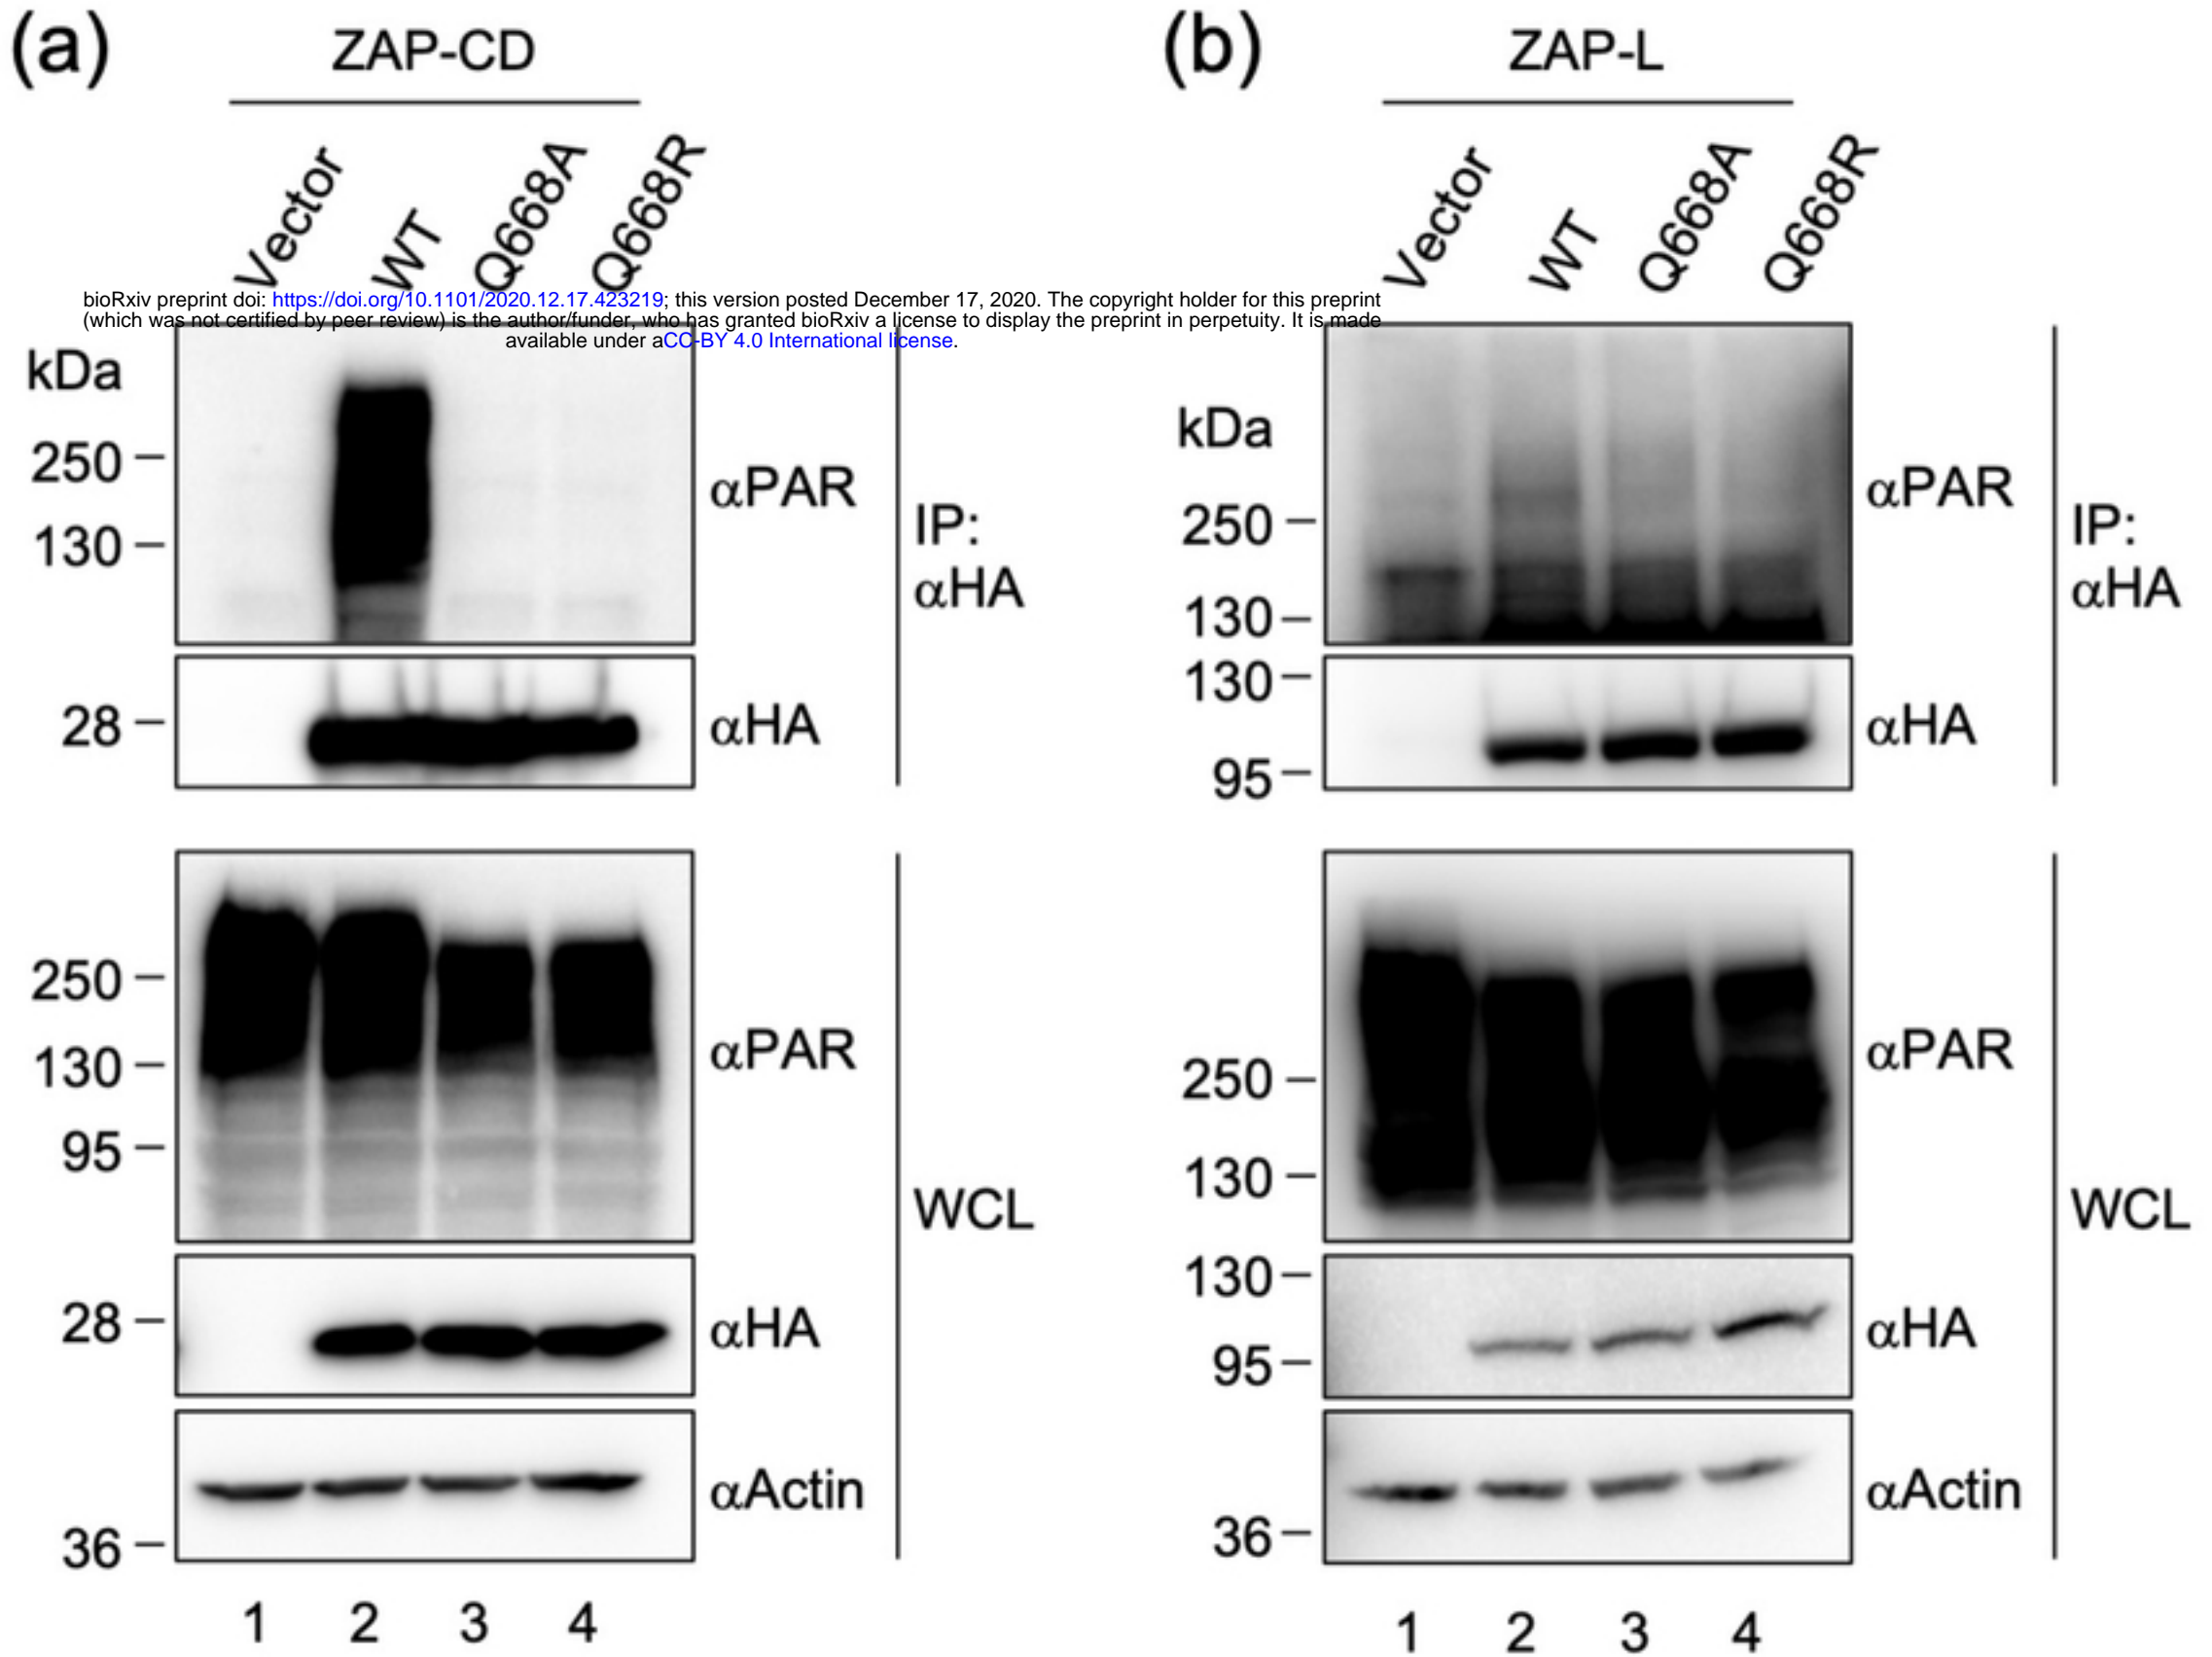 (a)
ZAP-CD
Vector
WT
Q668A
Q668R
bioRxiv preprint doi: https://doi.org/10.1101/2020.12.17.423219; this version posted December 17, 2020. The copyright holder for this preprint
(which was not certified by peer review) is the author/funder, who has granted bioRxiv a license to display the preprint in perpetuity. It is made
available under aCC-BY 4.0 International license.
kDa
250
130
αPAR
28
αHA
IP:
αHA
250
130
95
αPAR
28
αHA
36
αActin
WCL
1 2 3 4
(b)
ZAP-L
Vector
WT
Q668A
Q668R
kDa
250
130
αPAR
130
95
αHA
IP:
αHA
250
130
αPAR
130
95
αHA
36
αActin
WCL
1 2 3 4